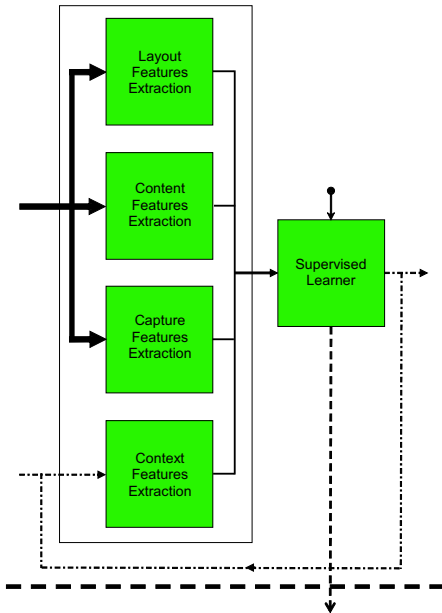 Layout
Features
Extraction
Content
Features
Extraction
Supervised
Learner
Capture
Features
Extraction
Context
Features
Extraction